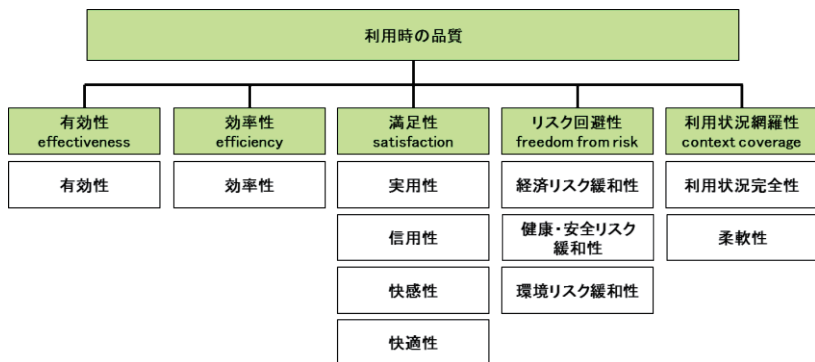 利用時の品質
有効性
effectiveness
効率性
efficiency
満足性
satisfaction
リスク回避性
freedom from risk
利用状況網羅性
context coverage
有効性
効率性
実用性
経済リスク緩和性
利用状況完全性
信用性
健康・安全リスク
緩和性
柔軟性
快感性
環境リスク緩和性
快適性